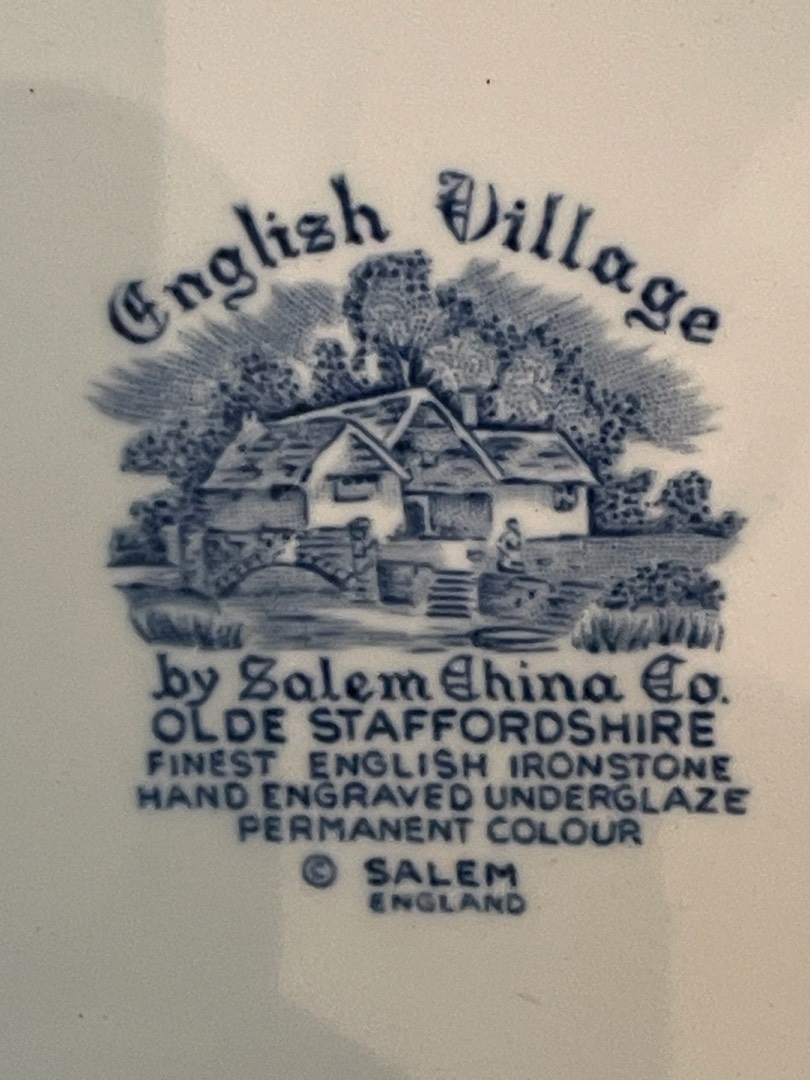 English Village
by Salem China Co.
OLDE STAFFORDSHIRE
FINEST ENGLISH IRONSTONE
HAND ENGRAVED UNDERGLAZE
PERMANENT COLOUR
© SALEM
ENGLAND